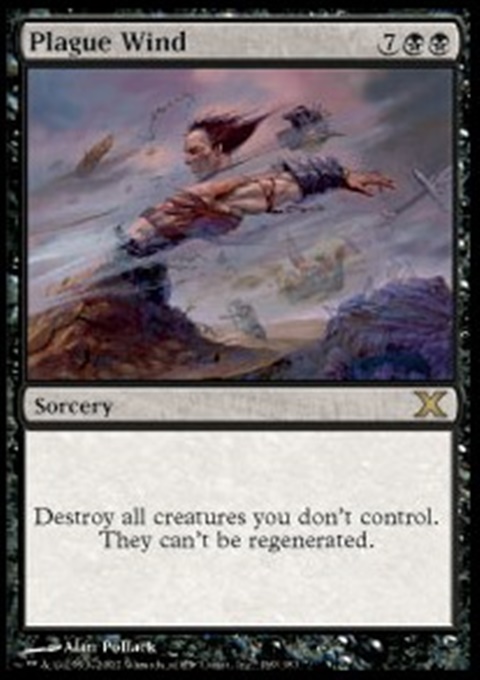 Plague Wind 7
Sorcery
Destroy all creatures you don't control.
They can't be regenerated.
Alan Pollack